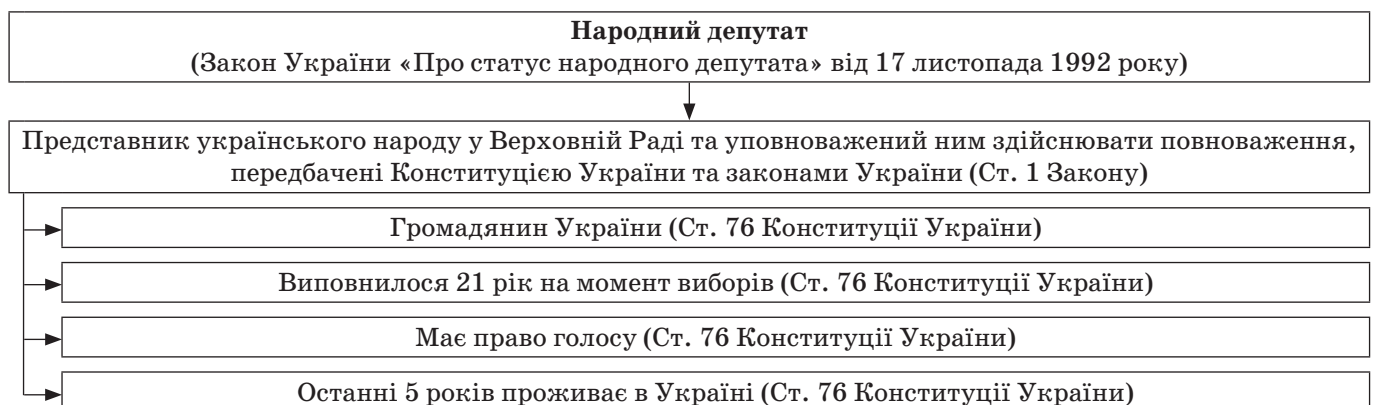 Народний депутат
(Закон України «Про статус народного депутата» від 17 листопада 1992 року)
Представник українського народу у Верховній Раді та уповноважений ним здійснювати повноваження,
передбачені Конституцією України та законами України (Ст. 1 Закону)
Громадянин України (Ст. 76 Конституції України)
Виповнилося 21 рік на момент виборів (Ст. 76 Конституції України)
Має право голосу (Ст. 76 Конституції України)
Останні 5 років проживає в Україні (Ст. 76 Конституції України)